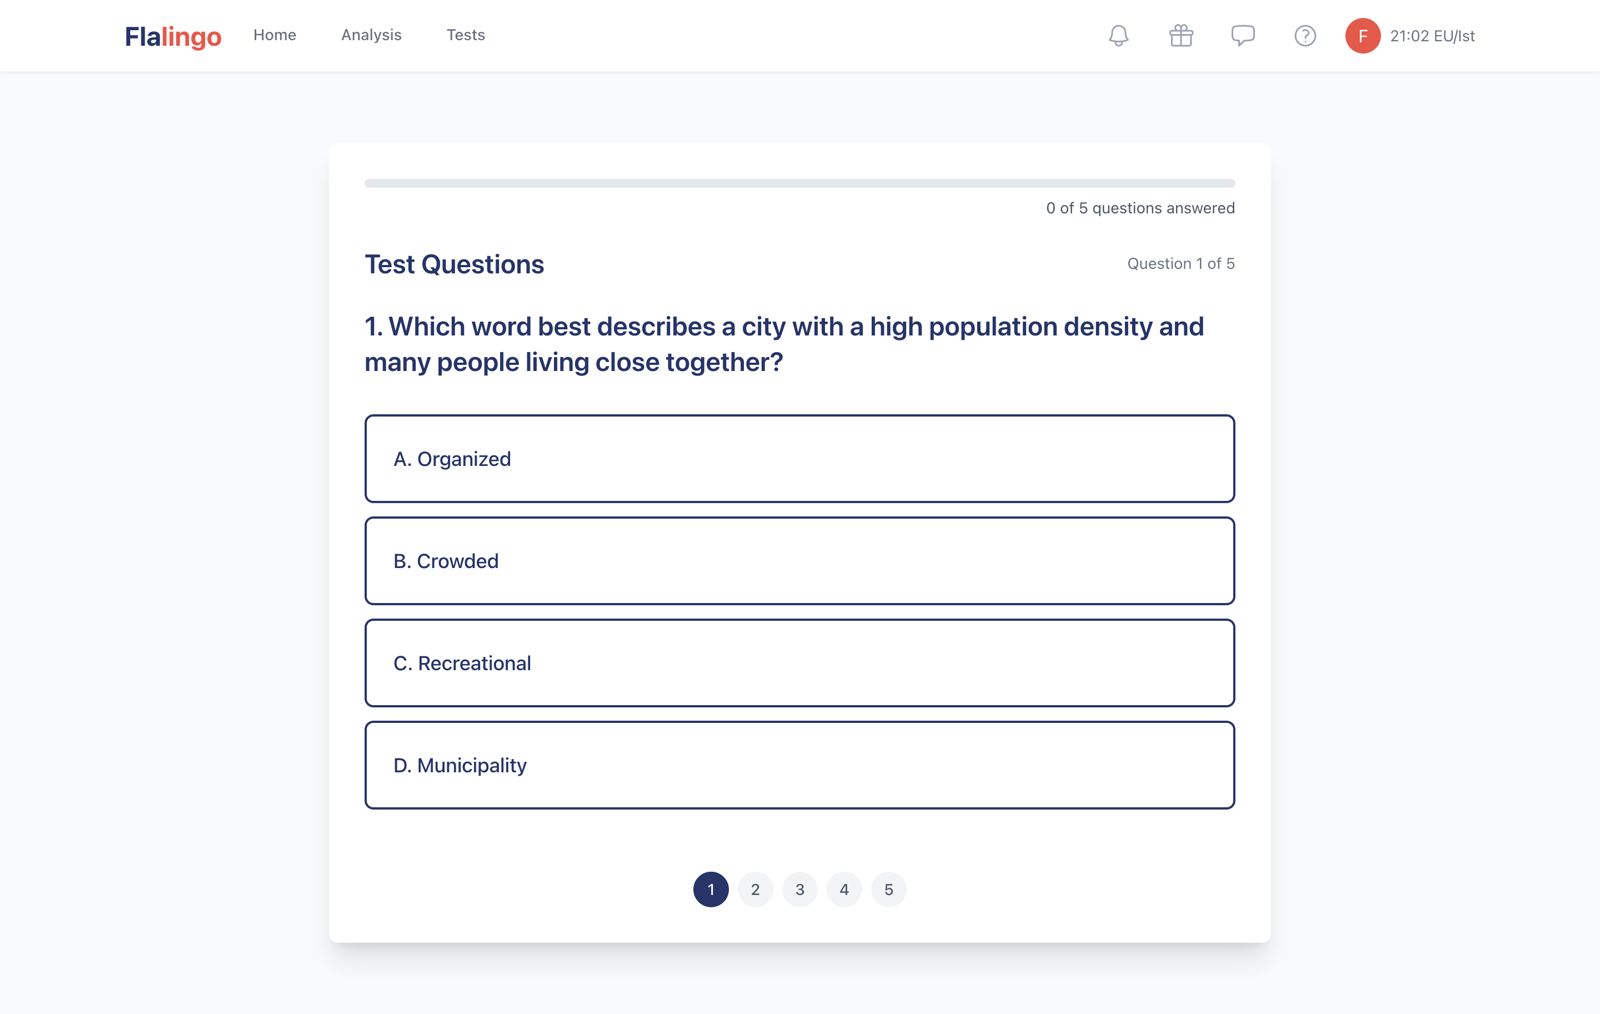 Flalingo
Home
Analysis
Tests
F
21:02 EU/Ist
0 of 5 questions answered
Test Questions
Question 1 of 5
1. Which word best describes a city with a high population density and
many people living close together?
A. Organized
B. Crowded
C. Recreational
D. Municipality
1
2
3
4
5